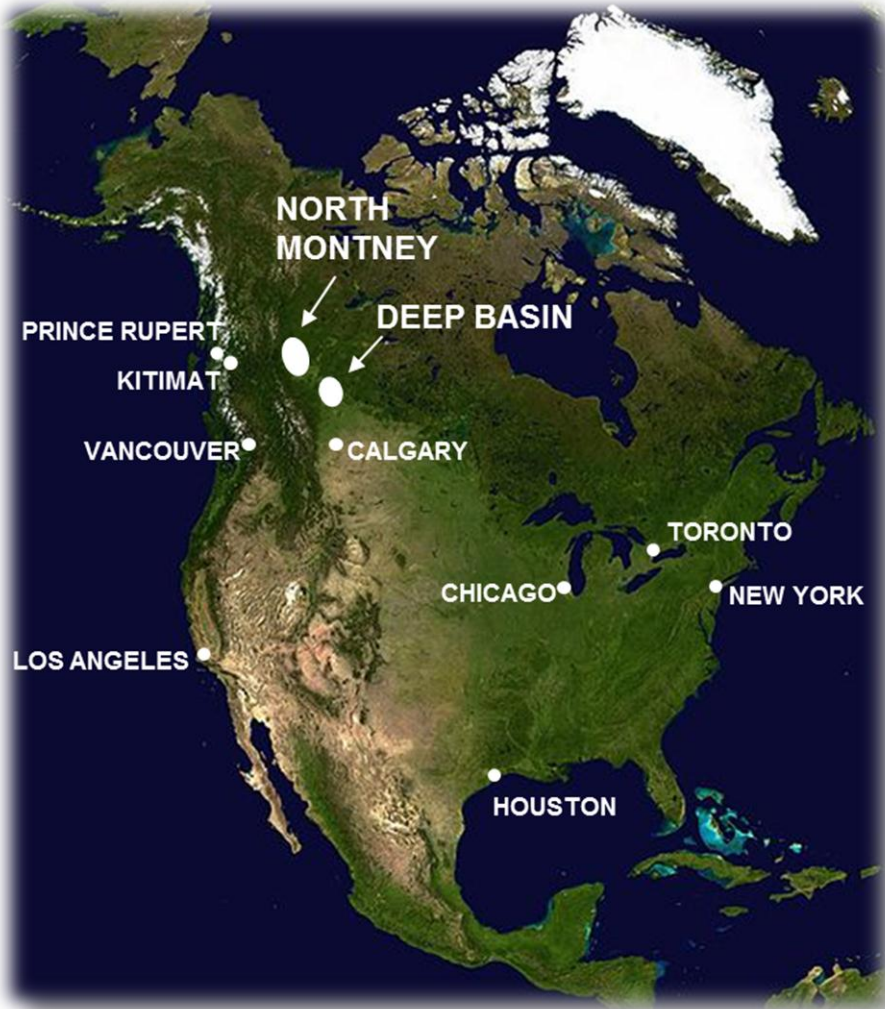 NORTH
MONTNEY
DEEP BASIN
PRINCE RUPERT
KITIMAT
VANCOUVER
CALGARY
TORONTO
CHICAGO
NEW YORK
LOS ANGELES
HOUSTON